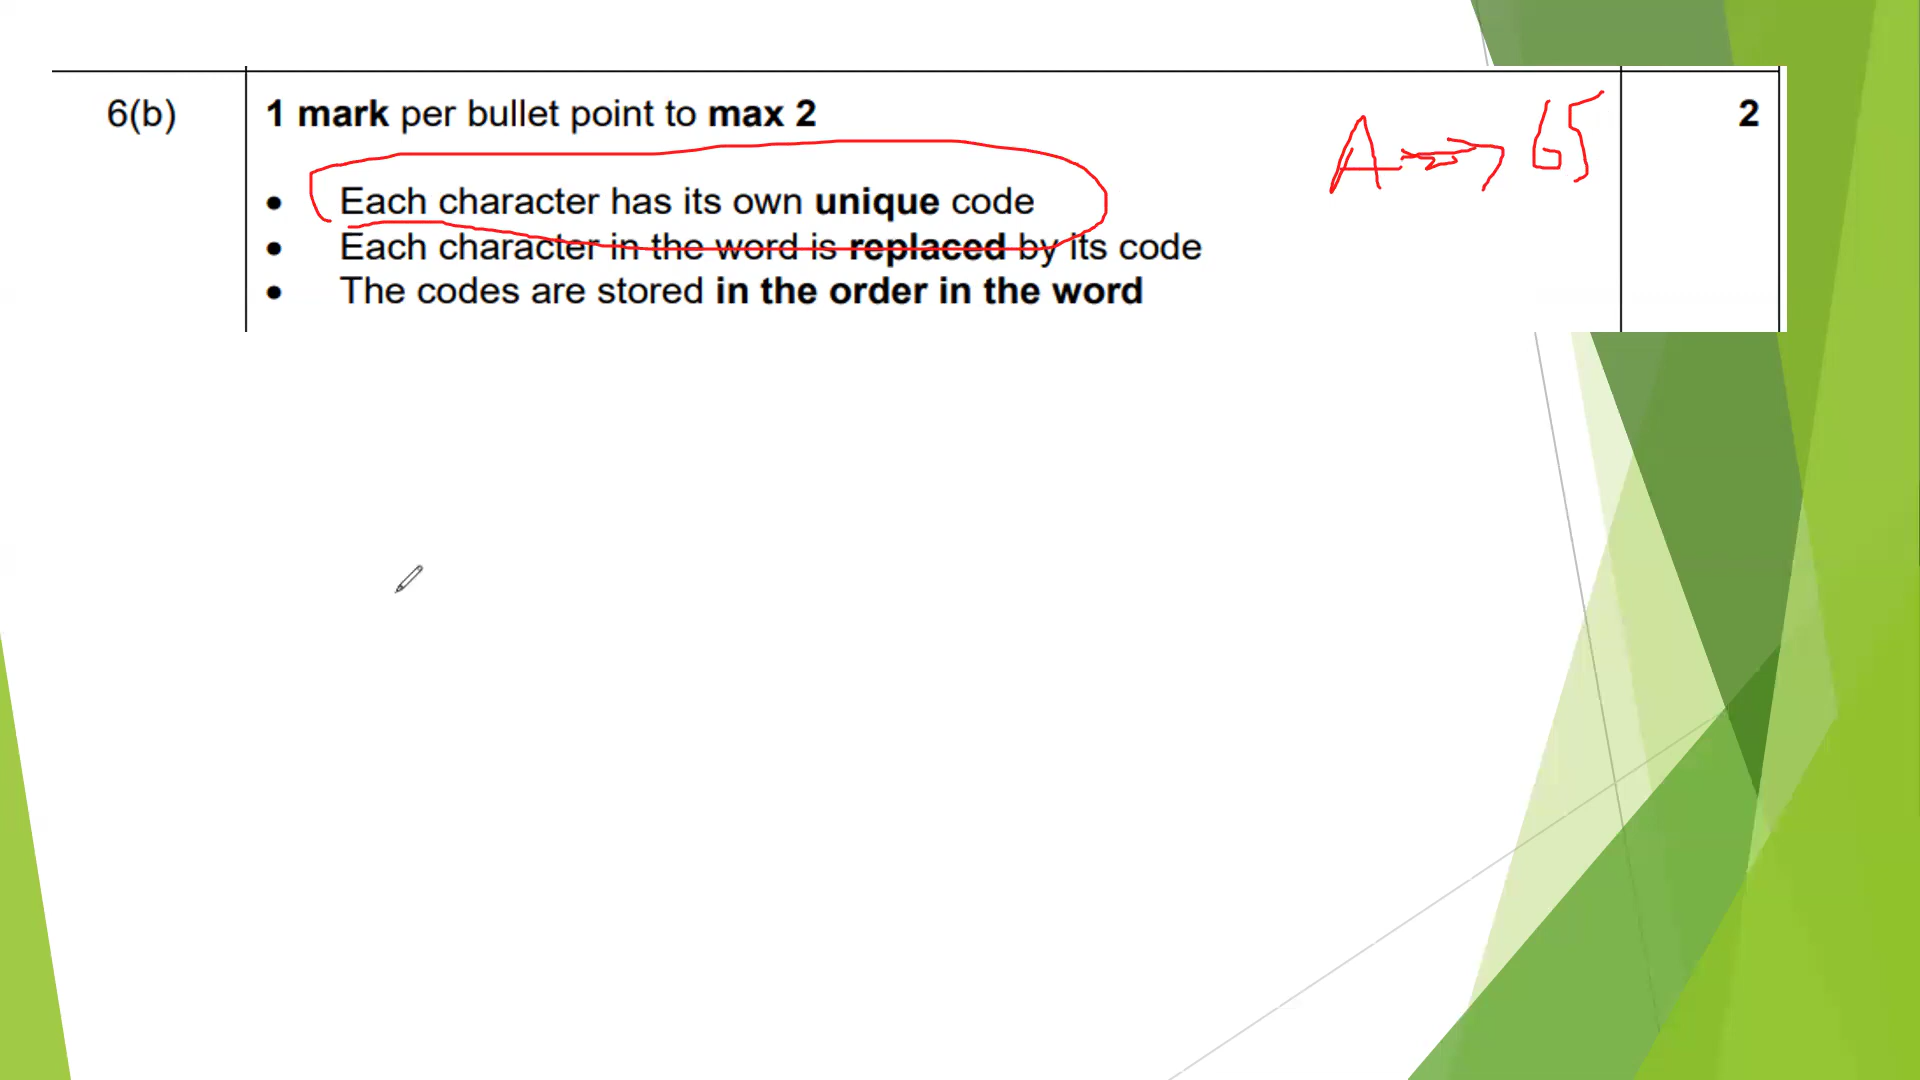 6(b) 1 mark per bullet point to max 2 A → 65 2
• Each character has its own unique code
• Each character in the word is replaced by its code
• The codes are stored in the order in the word